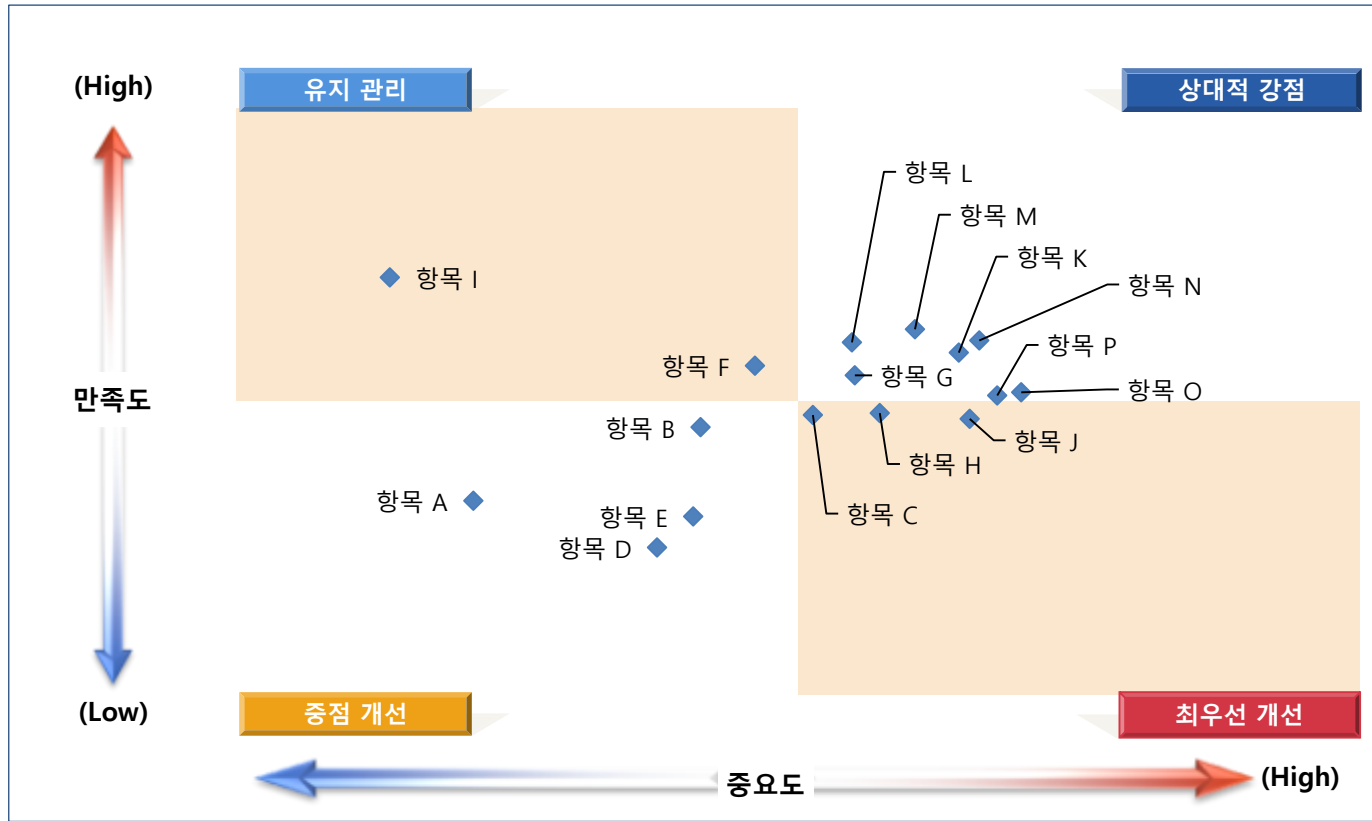 (High)
유지 관리
상대적 강점
항목 L
항목 M
항목 K
항목 I
항목 N
항목 P
항목 F
항목 G
항목 O
만족도
항목 B
항목 J
항목 H
항목 A
항목 E
항목 C
항목 D
(Low)
중점 개선
최우선 개선
중요도
(High)